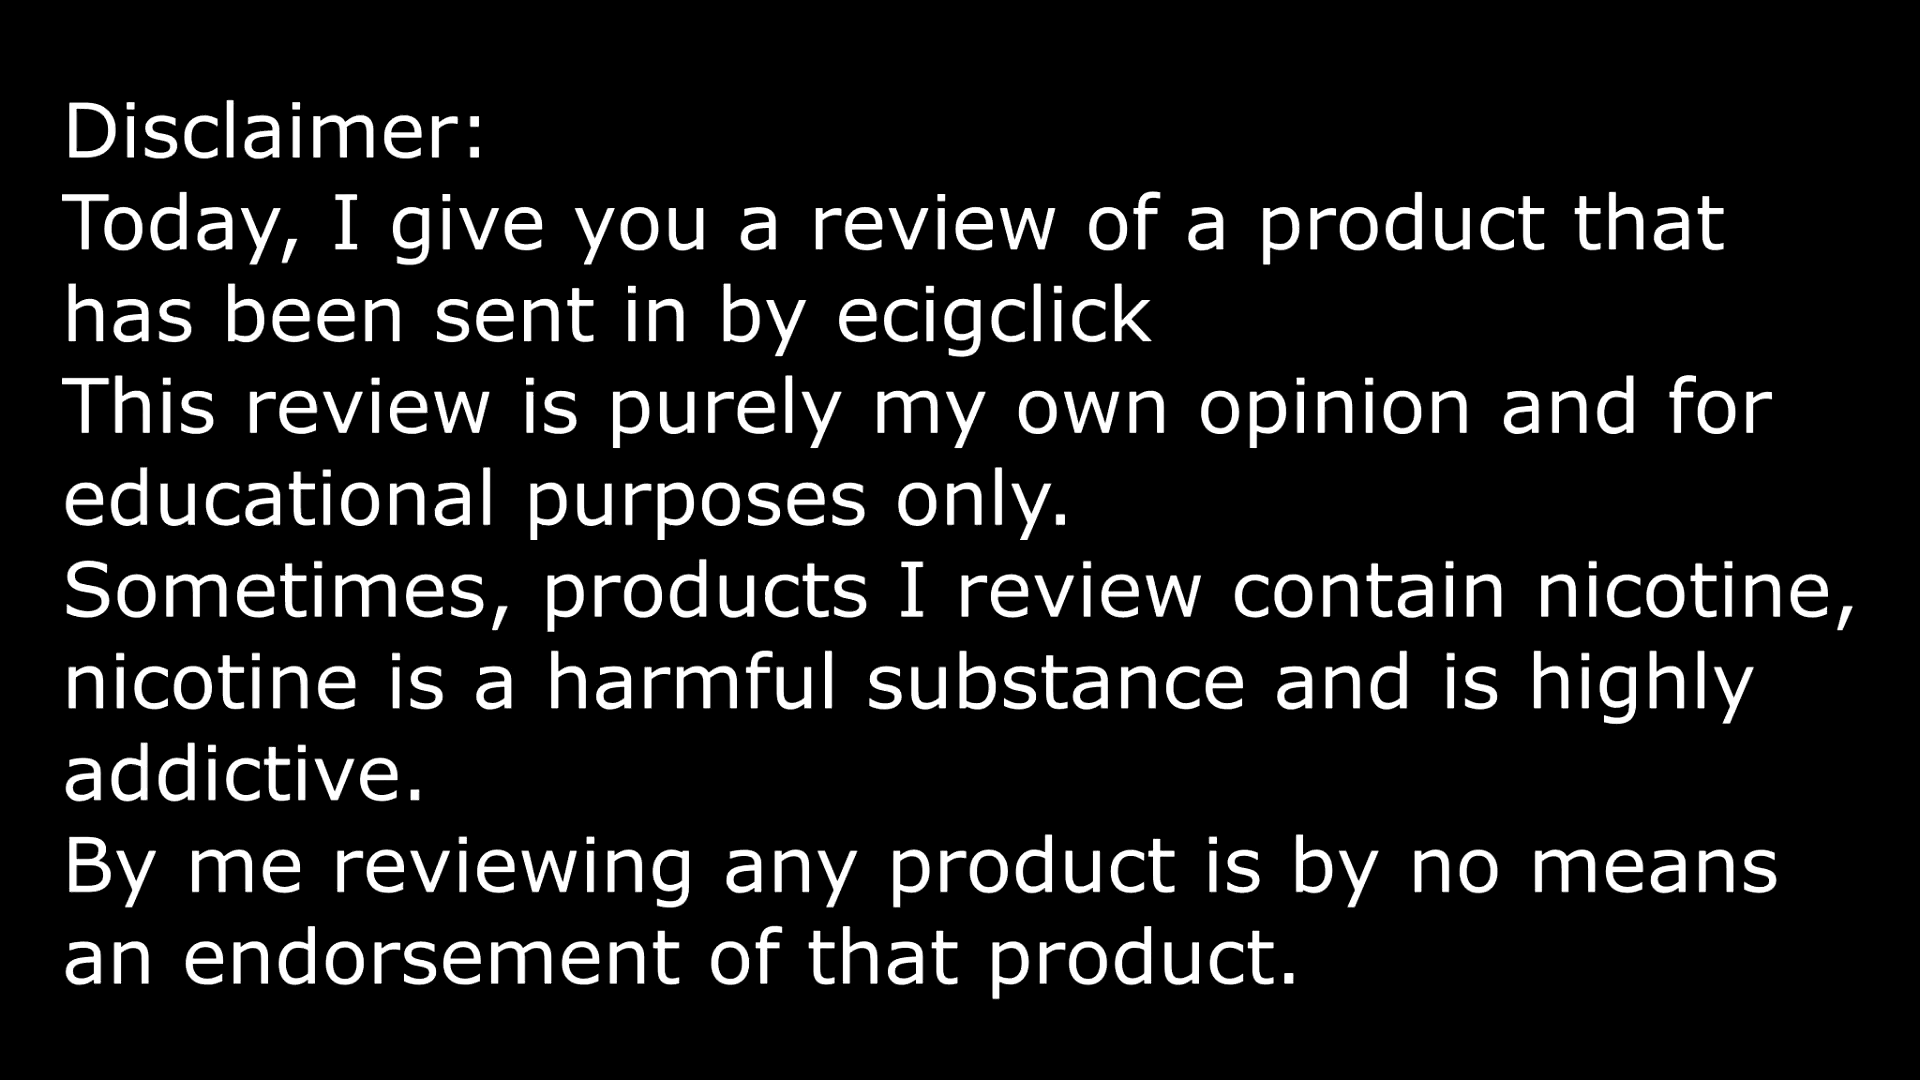 Disclaimer:
Today, I give you a review of a product that
has been sent in by ecigclick
This review is purely my own opinion and for
educational purposes only.
Sometimes, products I review contain nicotine,
nicotine is a harmful substance and is highly
addictive.
By me reviewing any product is by no means
an endorsement of that product.